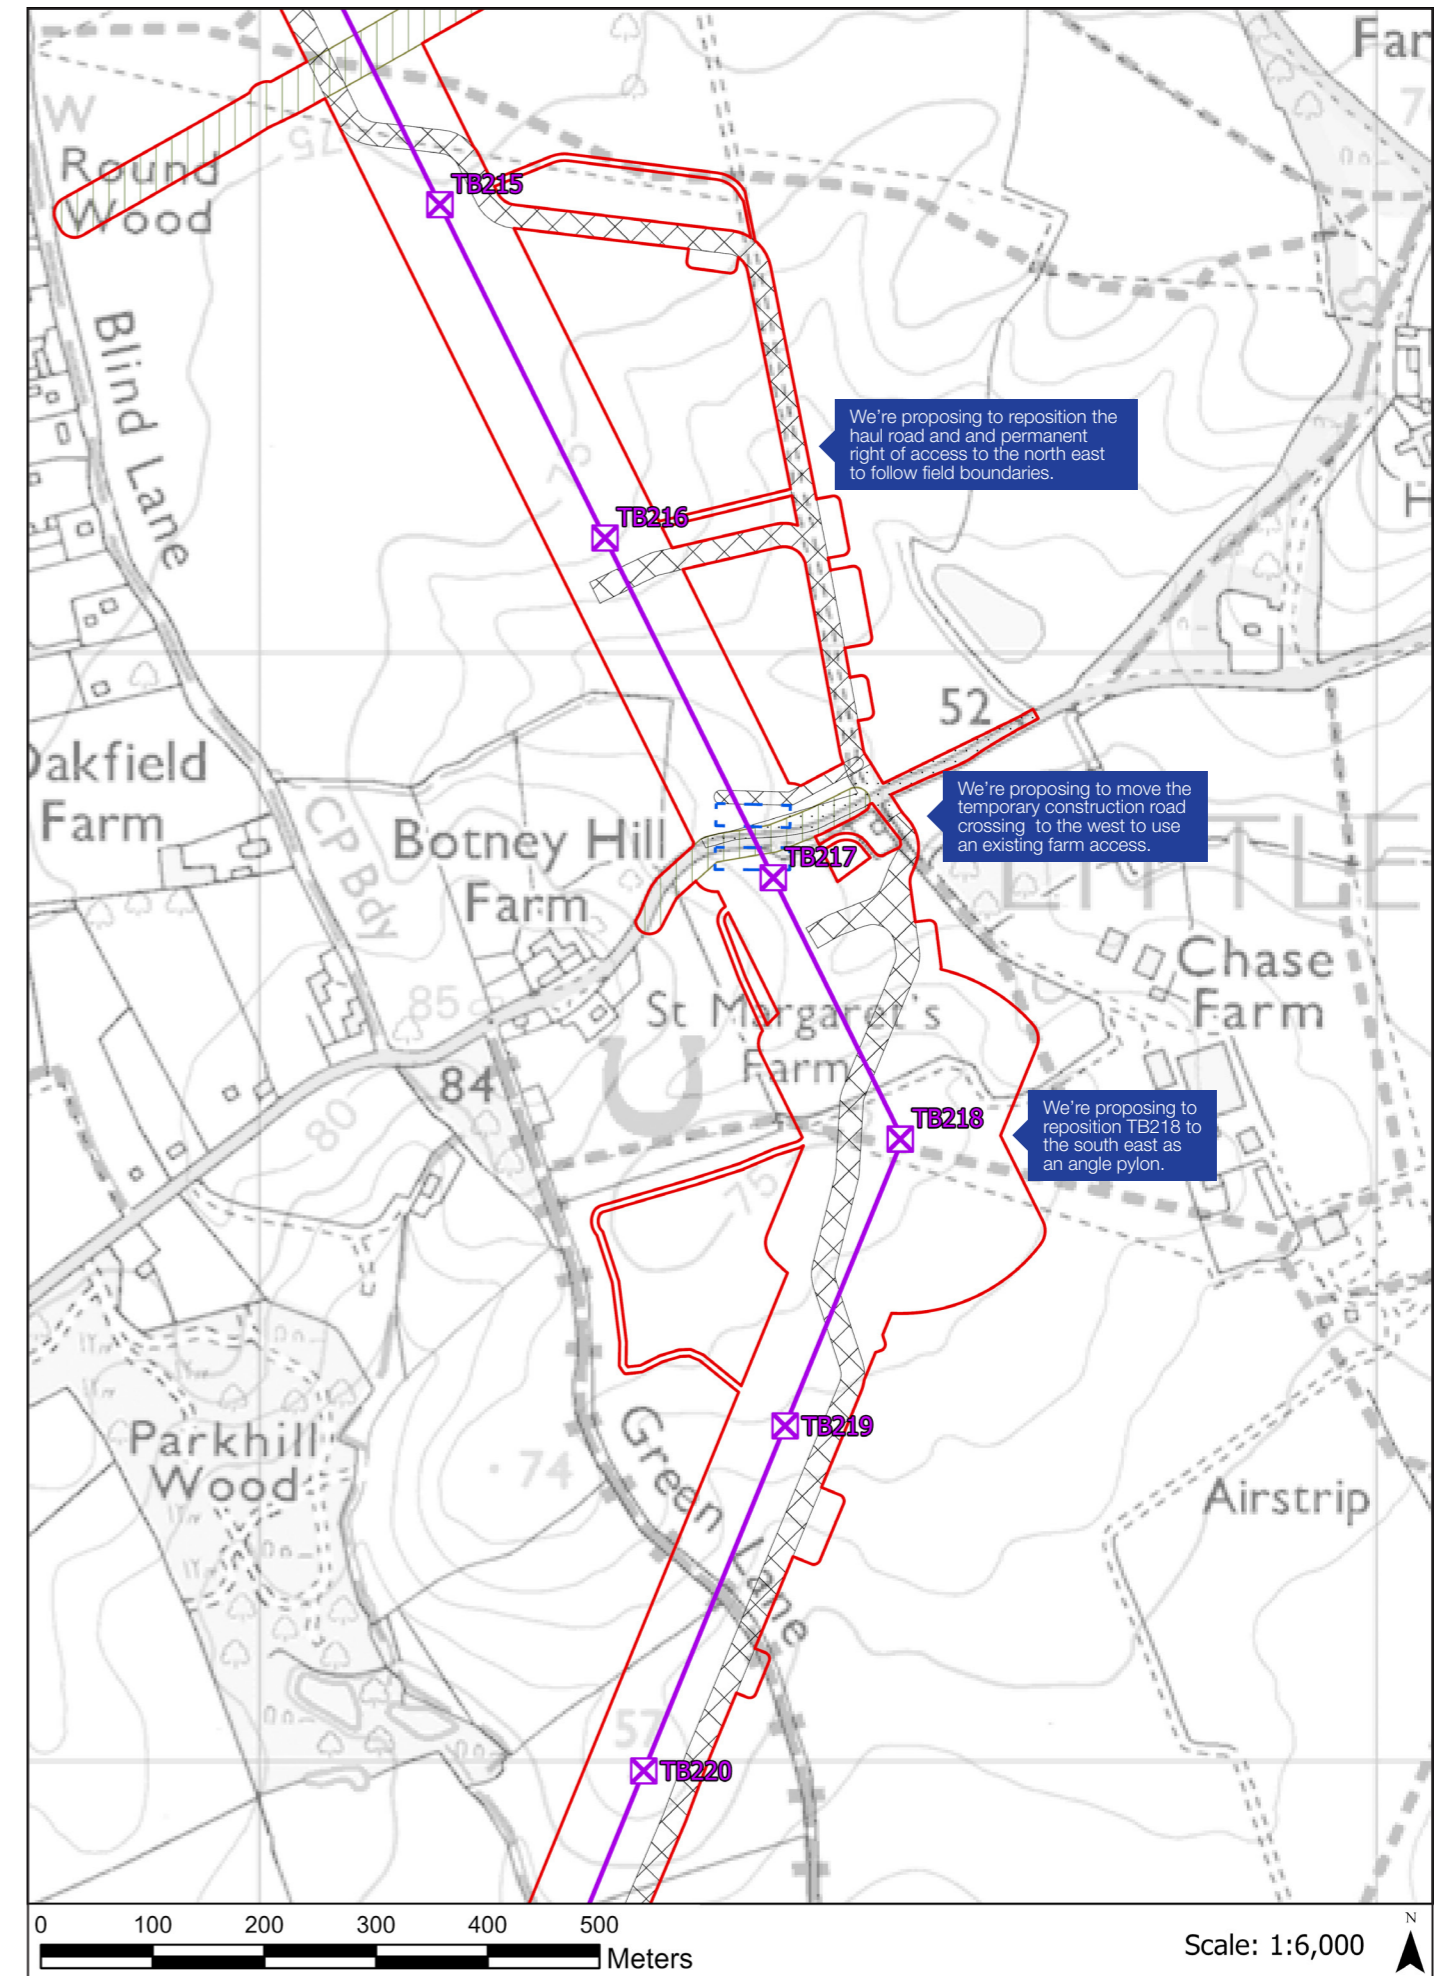 Far
W
Round
Wood
75
TB215
Blind Lane
We're proposing to reposition the
haul road and and permanent
right of access to the north east
to follow field boundaries.
75
TB216
52
Oakfield
Farm
CP Bdy
Botney Hill
Farm
We're proposing to move the
temporary construction road
crossing to the west to use
an existing farm access.
LITTLE
TB217
85
St Margaret's
Farm
Chase
Farm
84
80
TB218
We're proposing to
reposition TB218 to
the south east as
an angle pylon.
75
Parkhill
Wood
74
Green Lane
TB219
Airstrip
57
TB220
0 100 200 300 400 500
Meters
Scale: 1:6,000
N